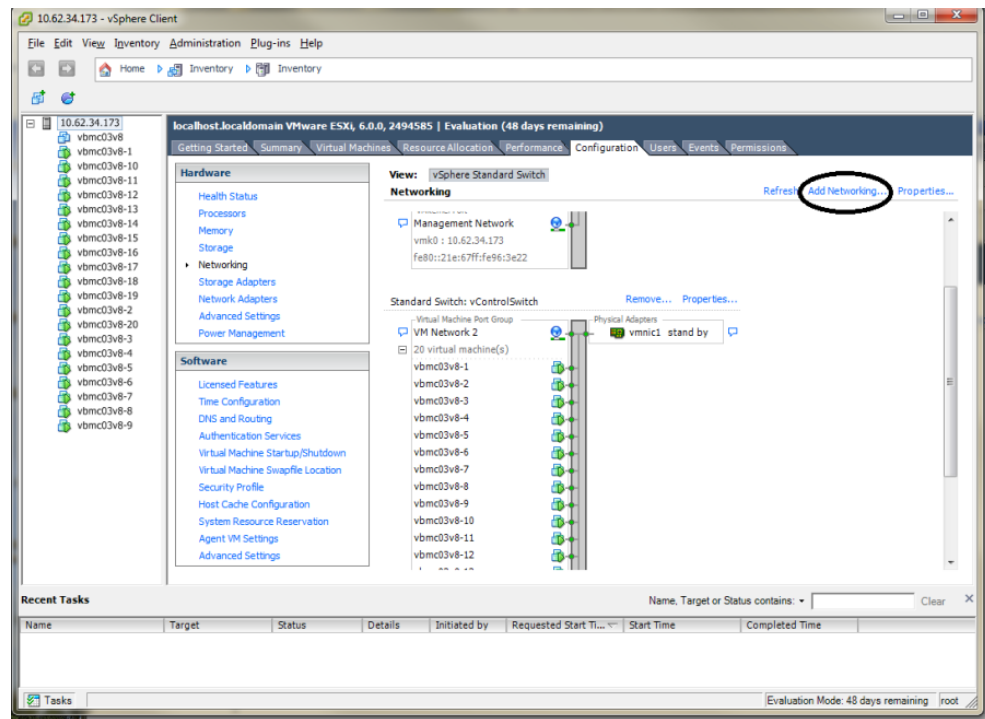 10.62.34.173 - vSphere Client
File Edit View Inventory Administration Plug-ins Help
Home Inventory Inventory
10.62.34.173
vbmc03v8
vbmc03v8-1
vbmc03v8-10
vbmc03v8-11
vbmc03v8-12
vbmc03v8-13
vbmc03v8-14
vbmc03v8-15
vbmc03v8-16
vbmc03v8-17
vbmc03v8-18
vbmc03v8-19
vbmc03v8-2
vbmc03v8-20
vbmc03v8-3
vbmc03v8-4
vbmc03v8-5
vbmc03v8-6
vbmc03v8-7
vbmc03v8-8
vbmc03v8-9
localhost.localdomain VMware ESXi, 6.0.0, 2494585 | Evaluation (48 days remaining)
Getting Started Summary Virtual Machines Resource Allocation Performance Configuration Users Events Permissions
Hardware
Health Status
Processors
Memory
Storage
Networking
Storage Adapters
Network Adapters
Advanced Settings
Power Management
Software
Licensed Features
Time Configuration
DNS and Routing
Authentication Services
Virtual Machine Startup/Shutdown
Virtual Machine Swapfile Location
Security Profile
Host Cache Configuration
System Resource Reservation
Agent VM Settings
Advanced Settings
View: vSphere Standard Switch
Networking
Refresh Add Networking... Properties...
Management Network
vmk0 : 10.62.34.173
fe80::21e:67ff:fe96:3e22
Standard Switch: vControlSwitch Remove... Properties...
Virtual Machine Port Group Physical Adapters
VM Network 2 vmnic1 stand by
20 virtual machine(s)
vbmc03v8-1
vbmc03v8-2
vbmc03v8-3
vbmc03v8-4
vbmc03v8-5
vbmc03v8-6
vbmc03v8-7
vbmc03v8-8
vbmc03v8-9
vbmc03v8-10
vbmc03v8-11
vbmc03v8-12
Recent Tasks
Name, Target or Status contains: Clear
Name Target Status Details Initiated by Requested Start Ti... Start Time Completed Time
Tasks Evaluation Mode: 48 days remaining root